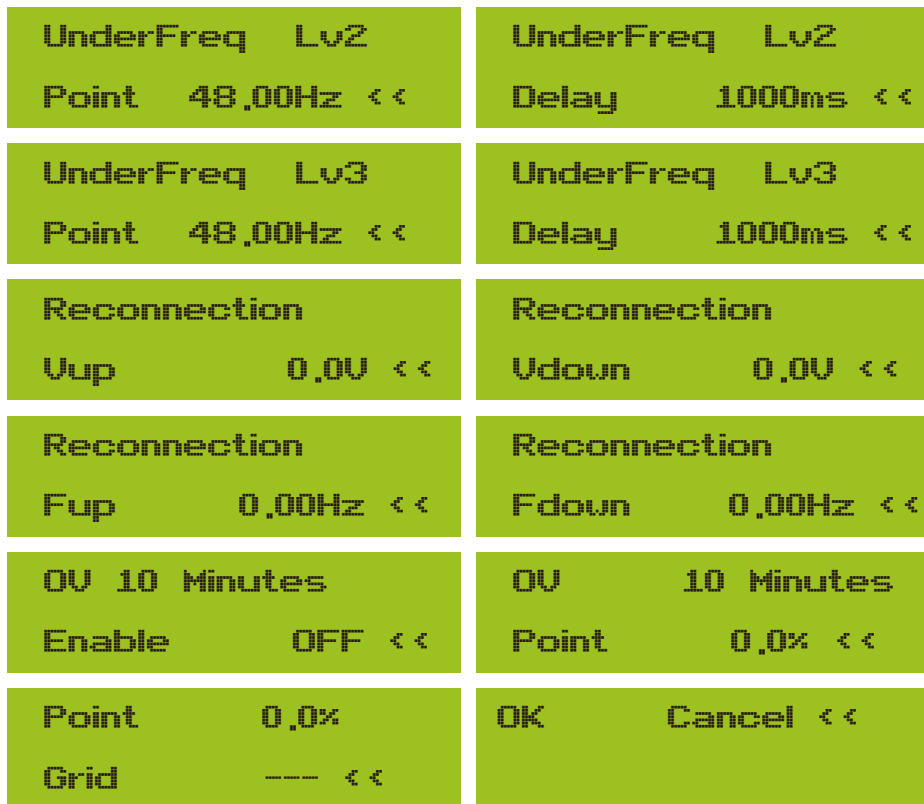 UnderFreq Lv2
Point 48.00Hz <<
UnderFreq Lv2
Delay 1000ms <<
UnderFreq Lv3
Point 48.00Hz <<
UnderFreq Lv3
Delay 1000ms <<
Reconnection
Vup 0.0V <<
Reconnection
Vdown 0.0V <<
Reconnection
Fup 0.00Hz <<
Reconnection
Fdown 0.00Hz <<
OV 10 Minutes
Enable OFF <<
OV 10 Minutes
Point 0.0% <<
Point 0.0%
Grid --- <<
OK Cancel <<